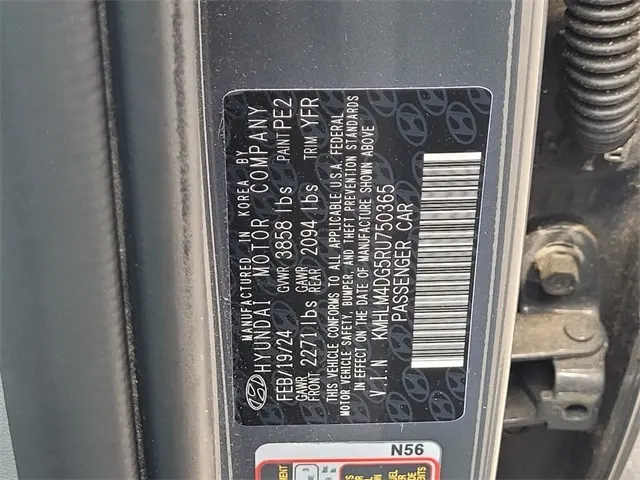 MANUFACTURED IN KOREA BY
HYUNDAI MOTOR COMPANY
FEB/19/24 GVWR 3858 lbs PAINT PE2
GAWR FRONT 2271 lbs GAWR REAR 2094 lbs TRIM YFR
THIS VEHICLE CONFORMS TO ALL APPLICABLE U.S.A. FEDERAL
MOTOR VEHICLE SAFETY, BUMPER, AND THEFT PREVENTION STANDARDS
IN EFFECT ON THE DATE OF MANUFACTURE SHOWN ABOVE
V.I.N KMHLM4DG5RU750365
PASSENGER CAR
N56